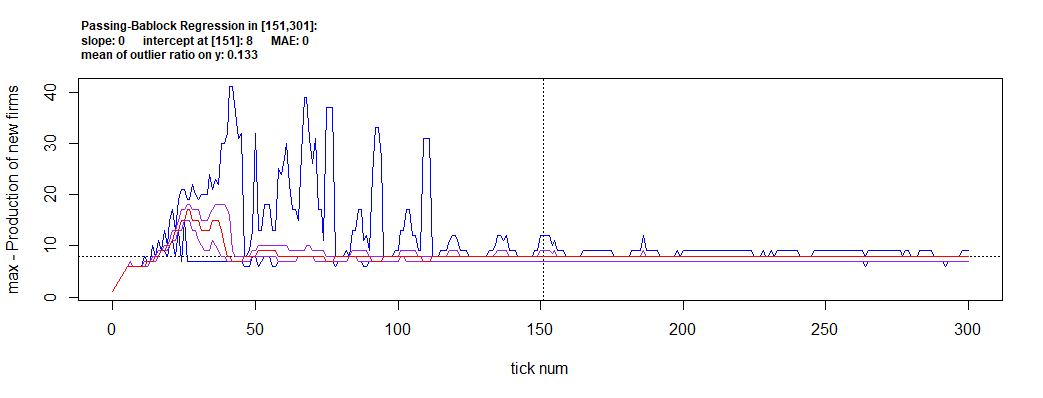 Passing-Bablock Regression in [151,301]:
slope: 0 intercept at [151]: 8 MAE: 0
mean of outlier ratio on y: 0.133
max - Production of new firms
40
30
20
10
0
0 50 100 150 200 250 300
tick num